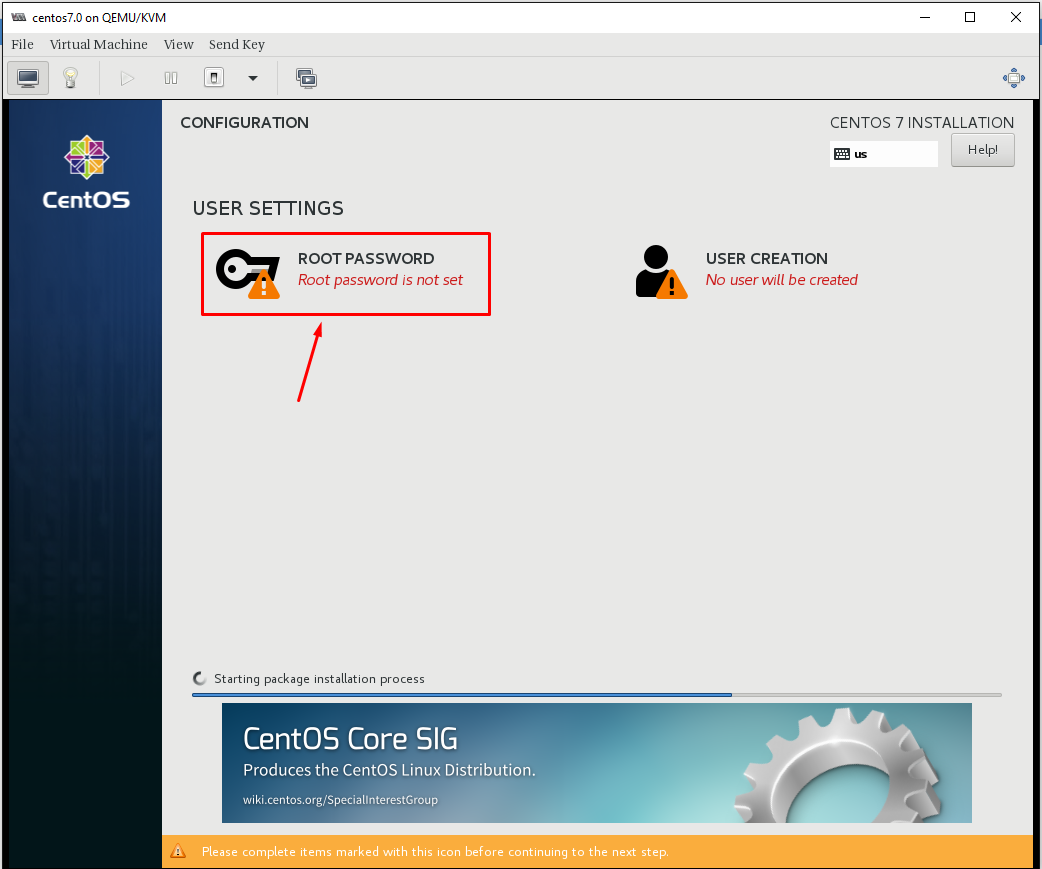 centos7.0 on QEMU/KVM
File Virtual Machine View Send Key
CentOS
CONFIGURATION
CENTOS 7 INSTALLATION
us
Help!
USER SETTINGS
ROOT PASSWORD
Root password is not set
USER CREATION
No user will be created
Starting package installation process
CentOS Core SIG
Produces the CentOS Linux Distribution.
wiki.centos.org/SpecialInterestGroup
Please complete items marked with this icon before continuing to the next step.